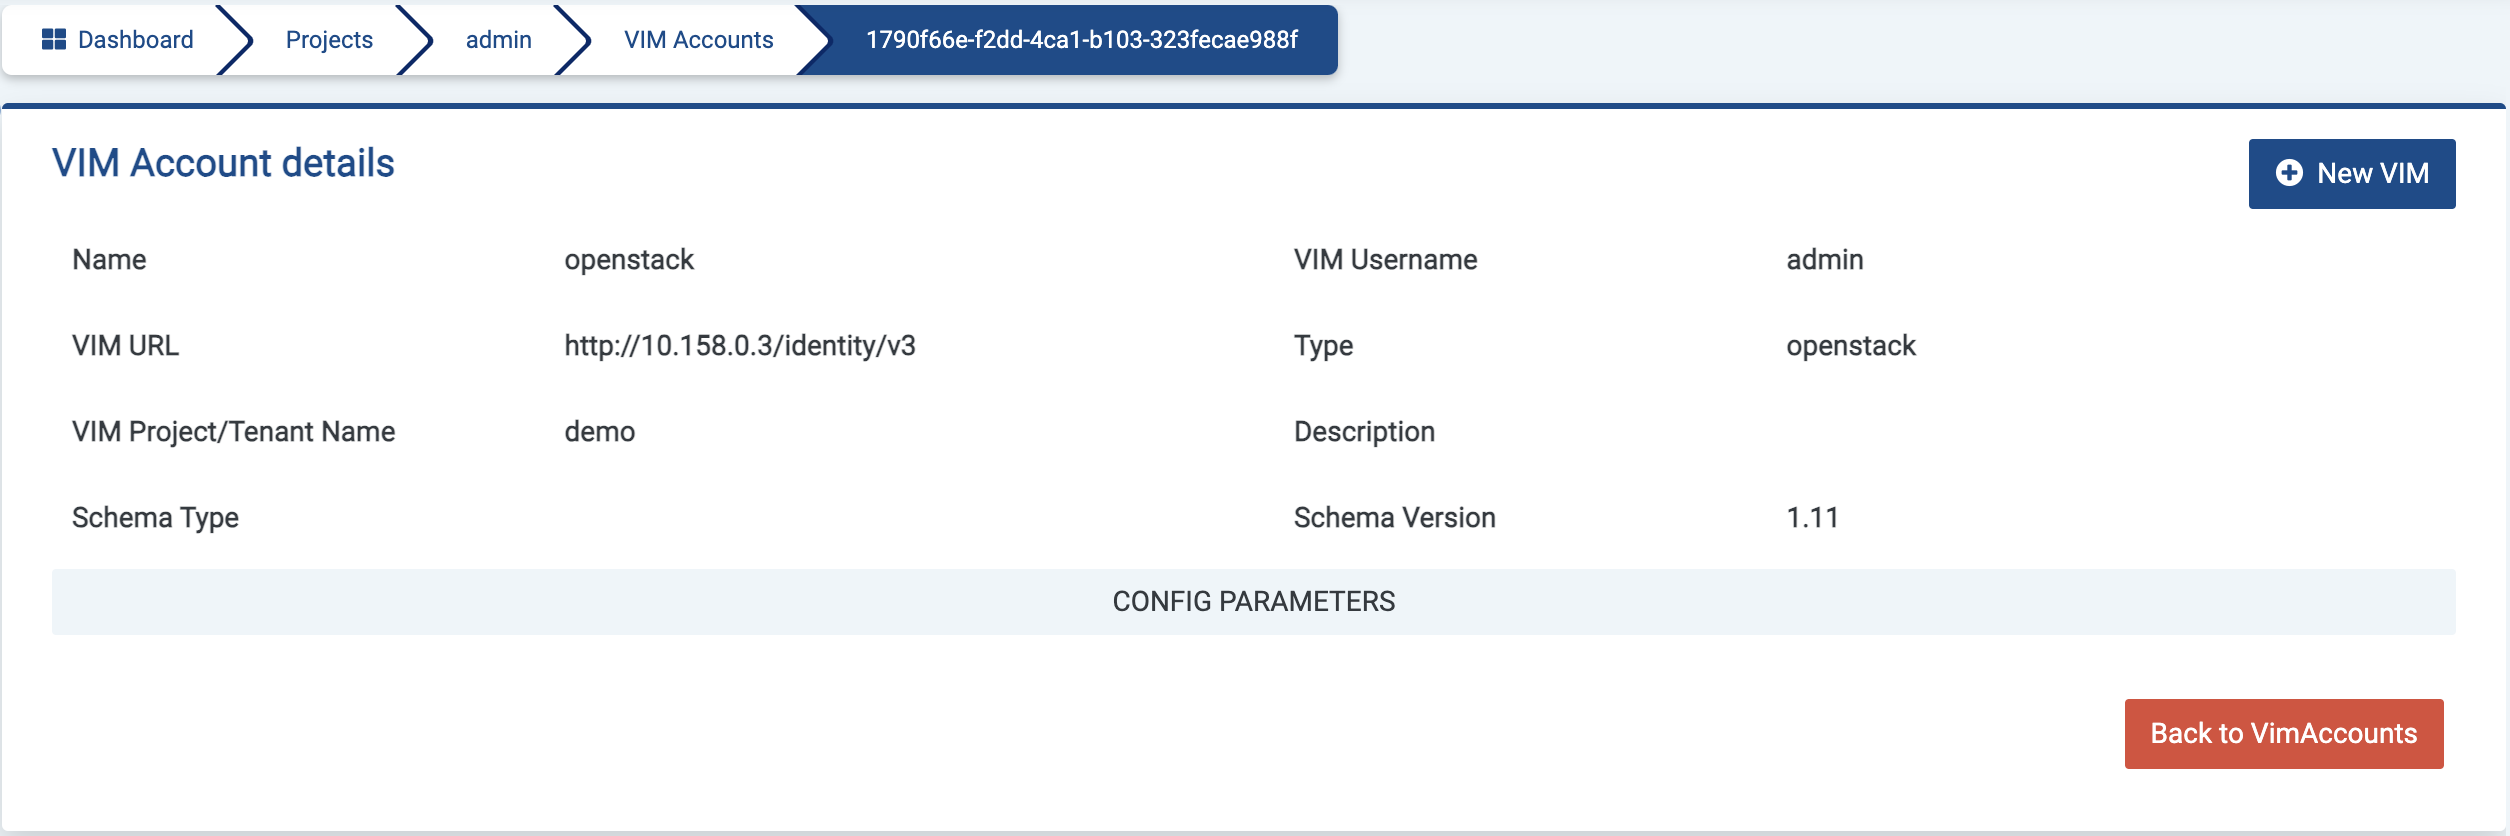 Dashboard Projects admin VIM Accounts 1790f66e-f2dd-4ca1-b103-323fecae988f
VIM Account details
New VIM
Name openstack VIM Username admin
VIM URL http://10.158.0.3/identity/v3 Type openstack
VIM Project/Tenant Name demo Description
Schema Type Schema Version 1.11
CONFIG PARAMETERS
Back to VimAccounts